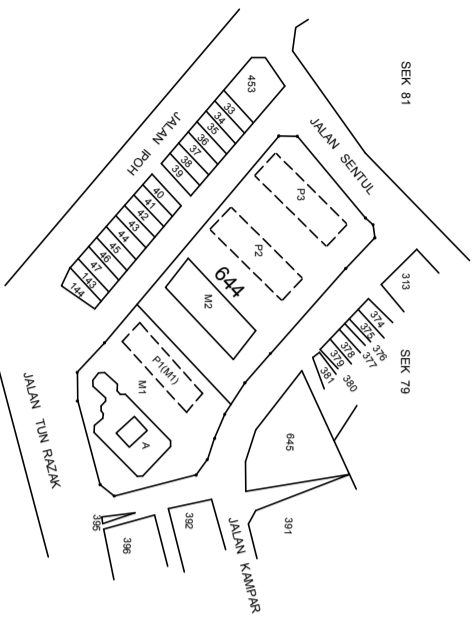 SEK 81
453
33
34
35
36
37
38
39
JALAN IPOH
40
41
42
43
44
45
46
47
143
144
JALAN SENTUL
P3
P2
644
M2
P1(M1)
M1
A
313
374
375
376
377
378
379
380
381
SEK 79
645
391
JALAN KAMPAR
392
395
396
JALAN TUN RAZAK